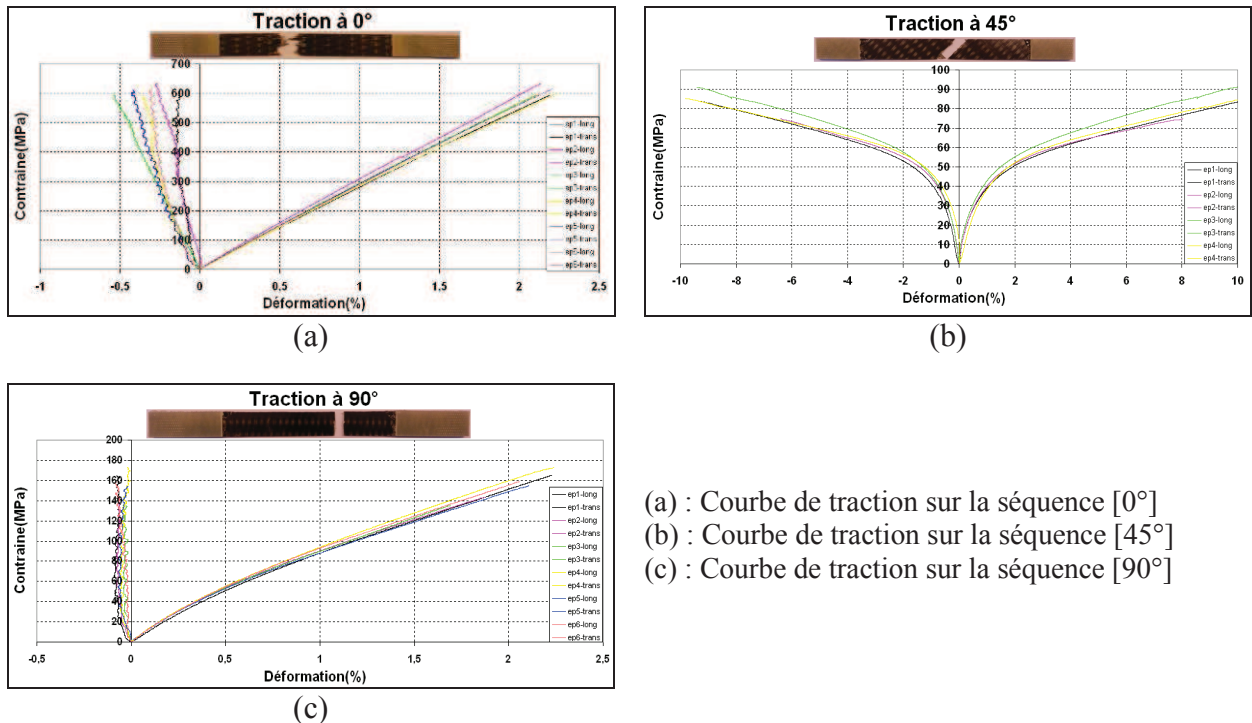 Traction à 0°
700
600
500
400
300
200
100
0
-1 -0,5 0 0,5 1 1,5 2 2,5
Contraine(MPa)
Déformation(%)
ep1-long
ep1-trans
ep2-long
ep2-trans
ep3-long
ep3-trans
ep4-long
ep4-trans
ep5-long
ep5-trans
ep6-long
ep6-trans
(a)
Traction à 45°
100
90
80
70
60
50
40
30
20
10
0
-10 -8 -6 -4 -2 0 2 4 6 8 10
Contraine(MPa)
Déformation(%)
ep1-long
ep1-trans
ep2-long
ep2-trans
ep3-long
ep3-trans
ep4-long
ep4-trans
(b)
Traction à 90°
200
180
160
140
120
100
80
60
40
20
0
-0,5 0 0,5 1 1,5 2 2,5
Contraine(MPa)
Déformation(%)
ep1-long
ep1-trans
ep2-long
ep2-trans
ep3-long
ep3-trans
ep4-long
ep4-trans
ep5-long
ep5-trans
ep6-long
ep6-trans
(c)
(a) : Courbe de traction sur la séquence [0°]
(b) : Courbe de traction sur la séquence [45°]
(c) : Courbe de traction sur la séquence [90°]